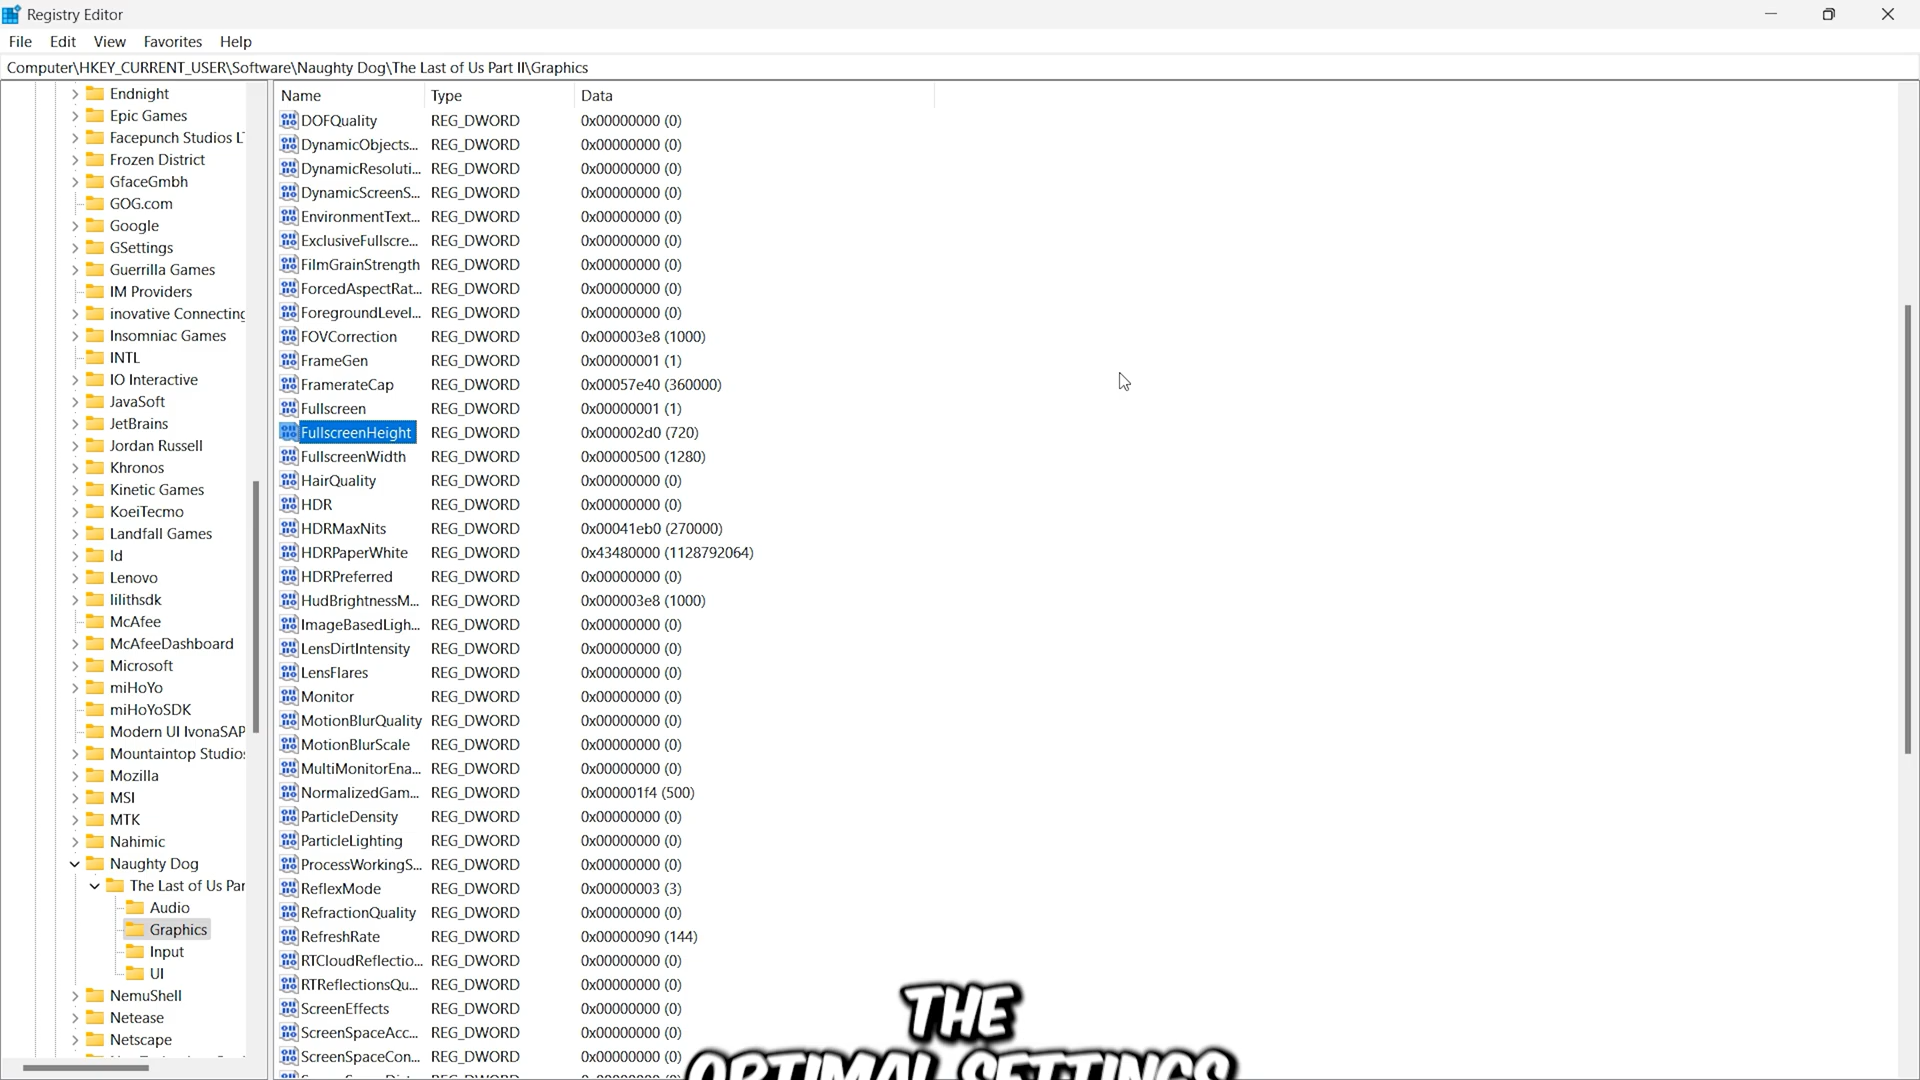 Registry Editor
File Edit View Favorites Help
Computer\HKEY_CURRENT_USER\Software\Naughty Dog\The Last of Us Part II\Graphics
Endnight
Epic Games
Facepunch Studios LT
Frozen District
GfaceGmbh
GOG.com
Google
GSettings
Guerrilla Games
IM Providers
inovative Connecting
Insomniac Games
INTL
IO Interactive
JavaSoft
JetBrains
Jordan Russell
Khronos
Kinetic Games
KoeiTecmo
Landfall Games
ld
Lenovo
lilithsdk
McAfee
McAfeeDashboard
Microsoft
miHoYo
miHoYoSDK
Modern UI IvonaSAP
Mountaintop Studios
Mozilla
MSI
MTK
Nahimic
Naughty Dog
The Last of Us Par
Audio
Graphics
Input
UI
NemuShell
Netease
Netscape
Name Type Data
DOFQuality REG_DWORD 0x00000000 (0)
DynamicObjects... REG_DWORD 0x00000000 (0)
DynamicResoluti... REG_DWORD 0x00000000 (0)
DynamicScreenS... REG_DWORD 0x00000000 (0)
EnvironmentText... REG_DWORD 0x00000000 (0)
ExclusiveFullscre... REG_DWORD 0x00000000 (0)
FilmGrainStrength REG_DWORD 0x00000000 (0)
ForcedAspectRat... REG_DWORD 0x00000000 (0)
ForegroundLevel... REG_DWORD 0x00000000 (0)
FOVCorrection REG_DWORD 0x000003e8 (1000)
FrameGen REG_DWORD 0x00000001 (1)
FramerateCap REG_DWORD 0x00057e40 (360000)
Fullscreen REG_DWORD 0x00000001 (1)
FullscreenHeight REG_DWORD 0x000002d0 (720)
FullscreenWidth REG_DWORD 0x00000500 (1280)
HairQuality REG_DWORD 0x00000000 (0)
HDR REG_DWORD 0x00000000 (0)
HDRMaxNits REG_DWORD 0x00041eb0 (270000)
HDRPaperWhite REG_DWORD 0x43480000 (1128792064)
HDRPreferred REG_DWORD 0x00000000 (0)
HudBrightnessM... REG_DWORD 0x000003e8 (1000)
ImageBasedLigh... REG_DWORD 0x00000000 (0)
LensDirtIntensity REG_DWORD 0x00000000 (0)
LensFlares REG_DWORD 0x00000000 (0)
Monitor REG_DWORD 0x00000000 (0)
MotionBlurQuality REG_DWORD 0x00000000 (0)
MotionBlurScale REG_DWORD 0x00000000 (0)
MultiMonitorEna... REG_DWORD 0x00000000 (0)
NormalizedGam... REG_DWORD 0x000001f4 (500)
ParticleDensity REG_DWORD 0x00000000 (0)
ParticleLighting REG_DWORD 0x00000000 (0)
ProcessWorkingS... REG_DWORD 0x00000000 (0)
ReflexMode REG_DWORD 0x00000003 (3)
RefractionQuality REG_DWORD 0x00000000 (0)
RefreshRate REG_DWORD 0x00000090 (144)
RTCloudReflectio... REG_DWORD 0x00000000 (0)
RTReflectionsQu... REG_DWORD 0x00000000 (0)
ScreenEffects REG_DWORD 0x00000000 (0)
ScreenSpaceAcc... REG_DWORD 0x00000000 (0)
ScreenSpaceCon... REG_DWORD 0x00000000 (0)
THE
OPTIMAL SETTINGS